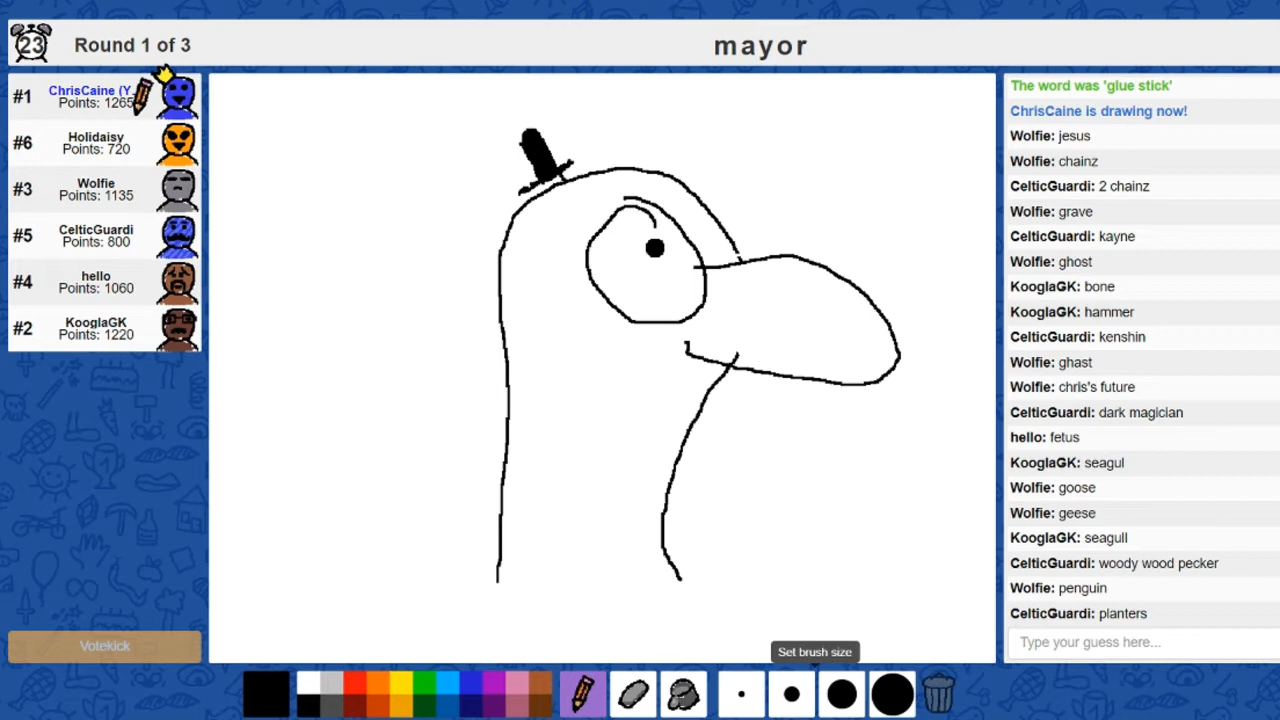 23
Round 1 of 3
mayor
#1
ChrisCaine (Y
Points: 1265
#6
Holidaisy
Points: 720
#3
Wolfie
Points: 1135
#5
CelticGuardi
Points: 800
#4
hello
Points: 1060
#2
KooglaGK
Points: 1220
Votekick
The word was 'glue stick'
ChrisCaine is drawing now!
Wolfie: jesus
Wolfie: chainz
CelticGuardi: 2 chainz
Wolfie: grave
CelticGuardi: kayne
Wolfie: ghost
KooglaGK: bone
KooglaGK: hammer
CelticGuardi: kenshin
Wolfie: ghast
Wolfie: chris's future
CelticGuardi: dark magician
hello: fetus
KooglaGK: seagul
Wolfie: goose
Wolfie: geese
KooglaGK: seagull
CelticGuardi: woody wood pecker
Wolfie: penguin
CelticGuardi: planters
Type your guess here...
Set brush size